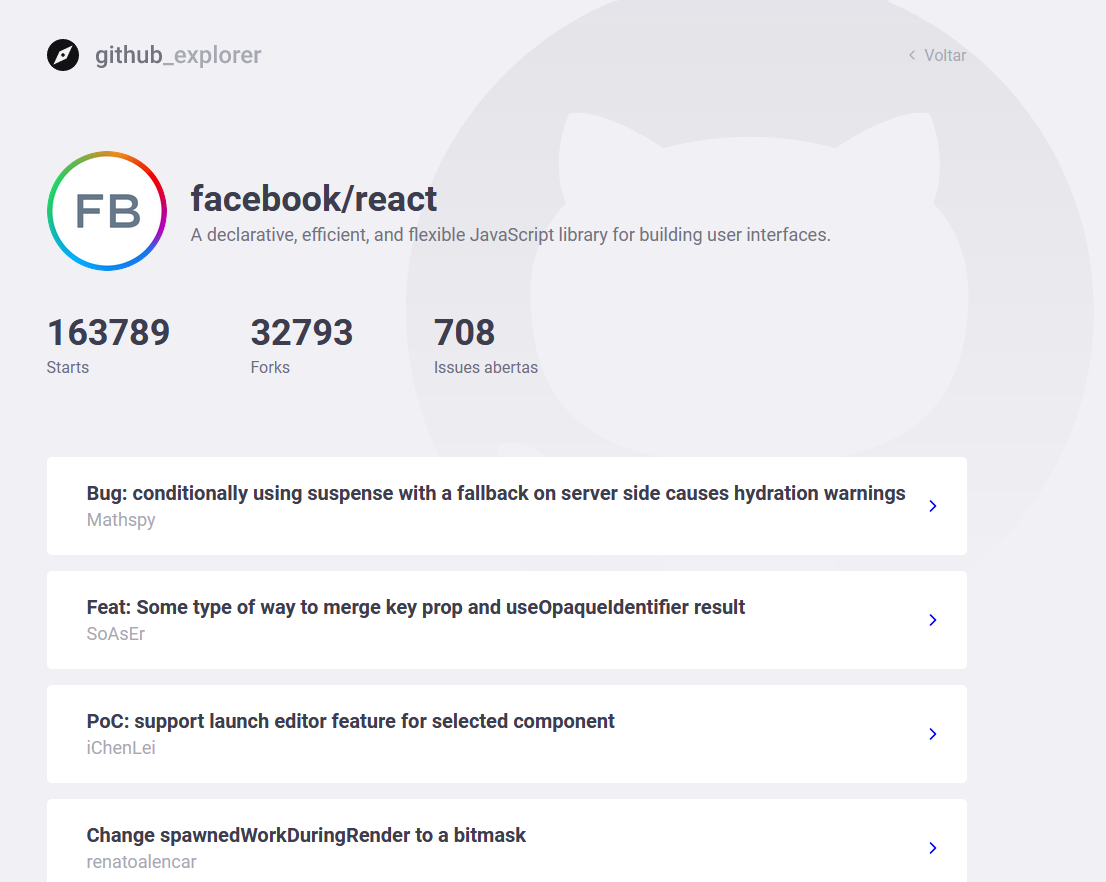 github_explorer
Voltar
FB
facebook/react
A declarative, efficient, and flexible JavaScript library for building user interfaces.
163789 32793 708
Starts Forks Issues abertas
Bug: conditionally using suspense with a fallback on server side causes hydration warnings
Mathspy
Feat: Some type of way to merge key prop and useOpaqueIdentifier result
SoAsEr
PoC: support launch editor feature for selected component
iChenLei
Change spawnedWorkDuringRender to a bitmask
renatoalencar